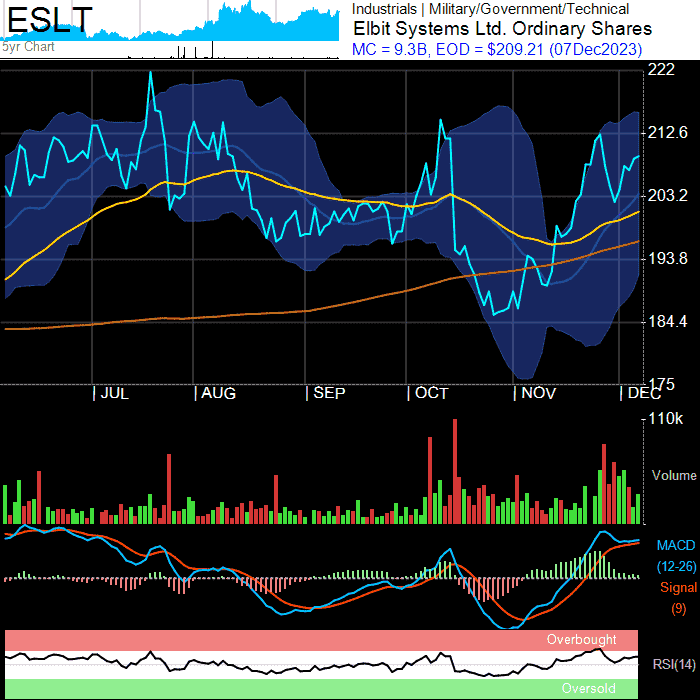 ESLT
5yr Chart
Industrials | Military/Government/Technical
Elbit Systems Ltd. Ordinary Shares
MC = 9.3B, EOD = $209.21 (07Dec2023)
222
212.6
203.2
193.8
184.4
175
JUL
AUG
SEP
OCT
NOV
DEC
110k
Volume
MACD
(12-26)
Signal
(9)
Overbought
RSI(14)
Oversold